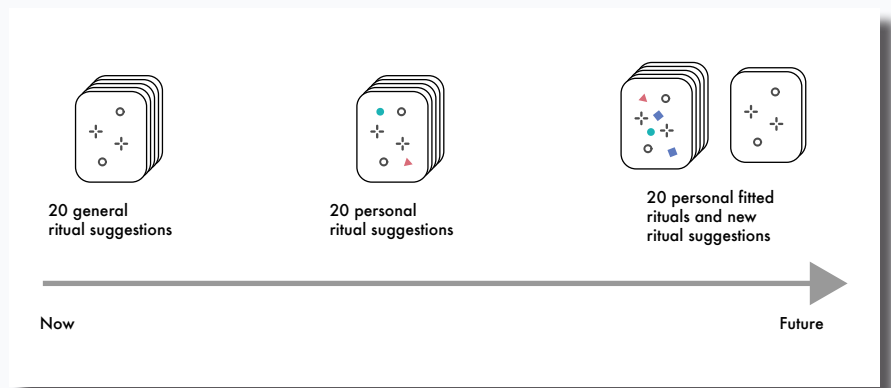 20 general
ritual suggestions
20 personal
ritual suggestions
20 personal fitted
rituals and new
ritual suggestions
Now
Future